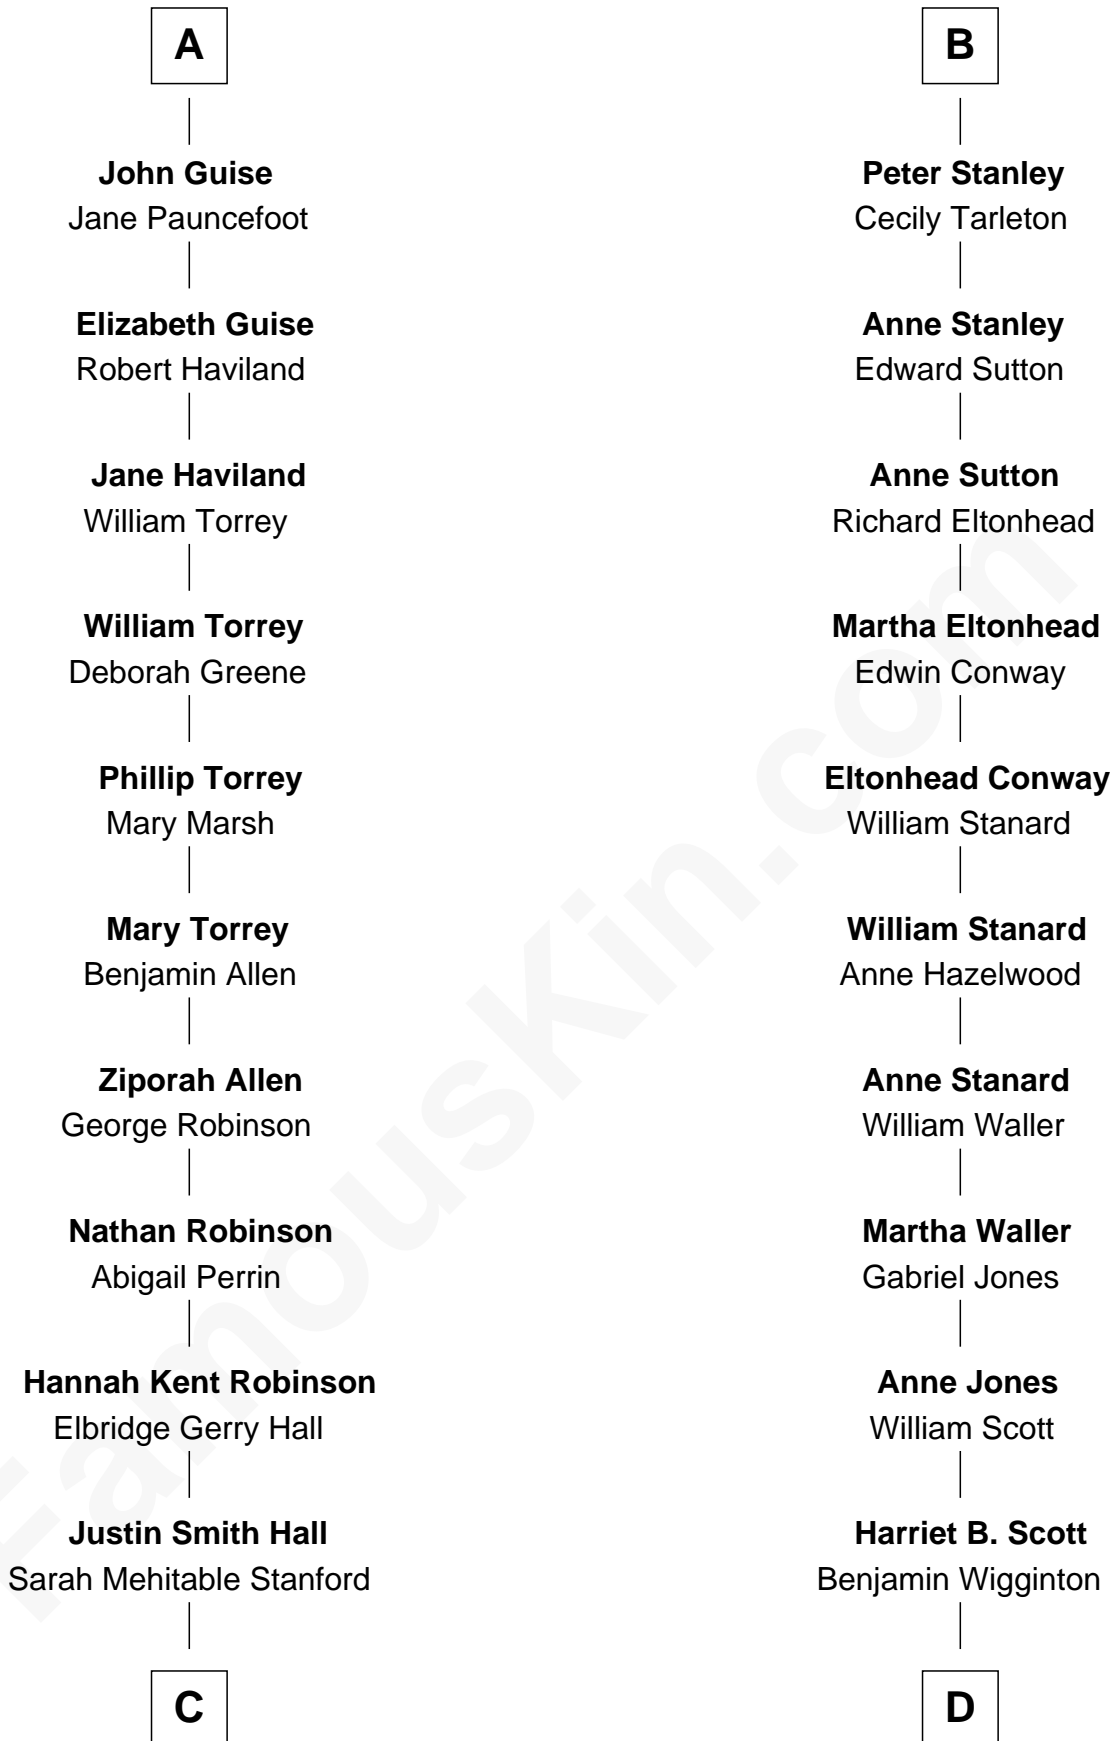 A
John Guise
Jane Pauncefoot
Elizabeth Guise
Robert Haviland
Jane Haviland
William Torrey
William Torrey
Deborah Greene
Phillip Torrey
Mary Marsh
Mary Torrey
Benjamin Allen
Ziporah Allen
George Robinson
Nathan Robinson
Abigail Perrin
Hannah Kent Robinson
Elbridge Gerry Hall
Justin Smith Hall
Sarah Mehitable Stanford
C
B
Peter Stanley
Cecily Tarleton
Anne Stanley
Edward Sutton
Anne Sutton
Richard Eltonhead
Martha Eltonhead
Edwin Conway
Eltonhead Conway
William Stanard
William Stanard
Anne Hazelwood
Anne Stanard
William Waller
Martha Waller
Gabriel Jones
Anne Jones
William Scott
Harriet B. Scott
Benjamin Wigginton
D
FamousKin.com